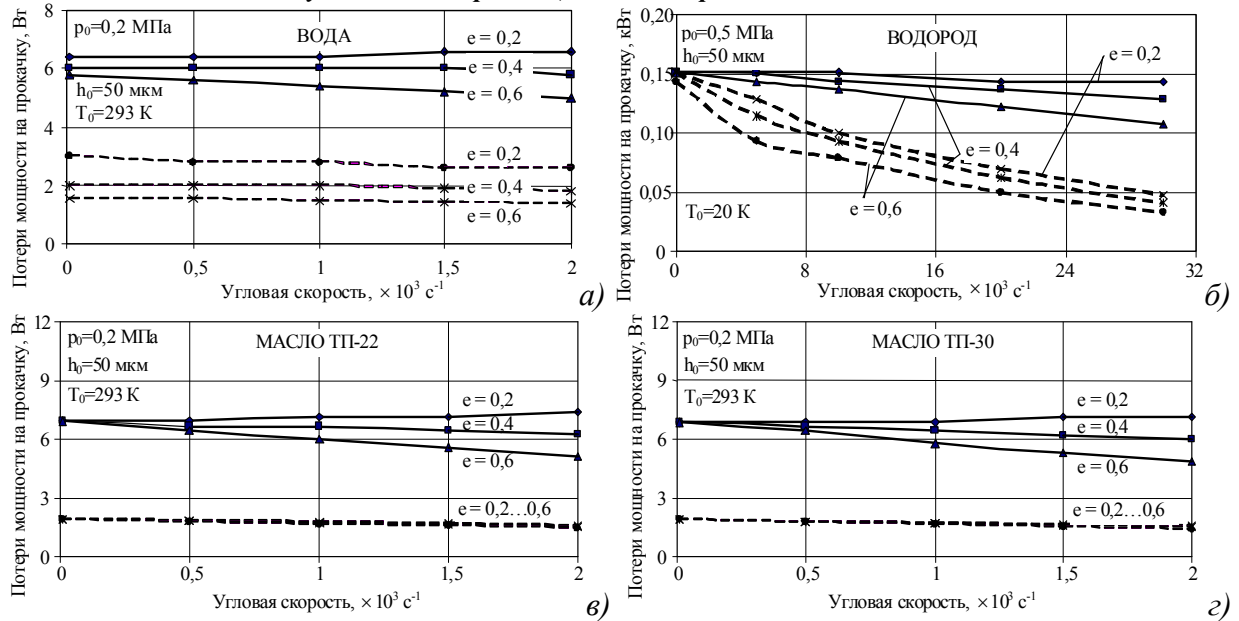 Потери мощности на прокачку, Вт
8
6
4
2
0
p₀=0,2 МПа
ВОДА
e = 0,2
e = 0,4
h₀=50 мкм
e = 0,6
T₀=293 К
e = 0,2
e = 0,4
e = 0,6
0 0,5 1 1,5 2
Угловая скорость, × 10³ с⁻¹
а)
Потери мощности на прокачку, кВт
0,20
0,15
0,10
0,05
0
p₀=0,5 МПа
ВОДОРОД
h₀=50 мкм
e = 0,2
e = 0,4
e = 0,6
T₀=20 К
0 8 16 24 32
Угловая скорость, × 10³ с⁻¹
б)
Потери мощности на прокачку, Вт
12
9
6
3
0
p₀=0,2 МПа
МАСЛО ТП-22
h₀=50 мкм
T₀=293 К
e = 0,2
e = 0,4
e = 0,6
e = 0,2…0,6
0 0,5 1 1,5 2
Угловая скорость, × 10³ с⁻¹
в)
Потери мощности на прокачку, Вт
12
9
6
3
0
p₀=0,2 МПа
МАСЛО ТП-30
h₀=50 мкм
T₀=293 К
e = 0,2
e = 0,4
e = 0,6
e = 0,2…0,6
0 0,5 1 1,5 2
Угловая скорость, × 10³ с⁻¹
г)